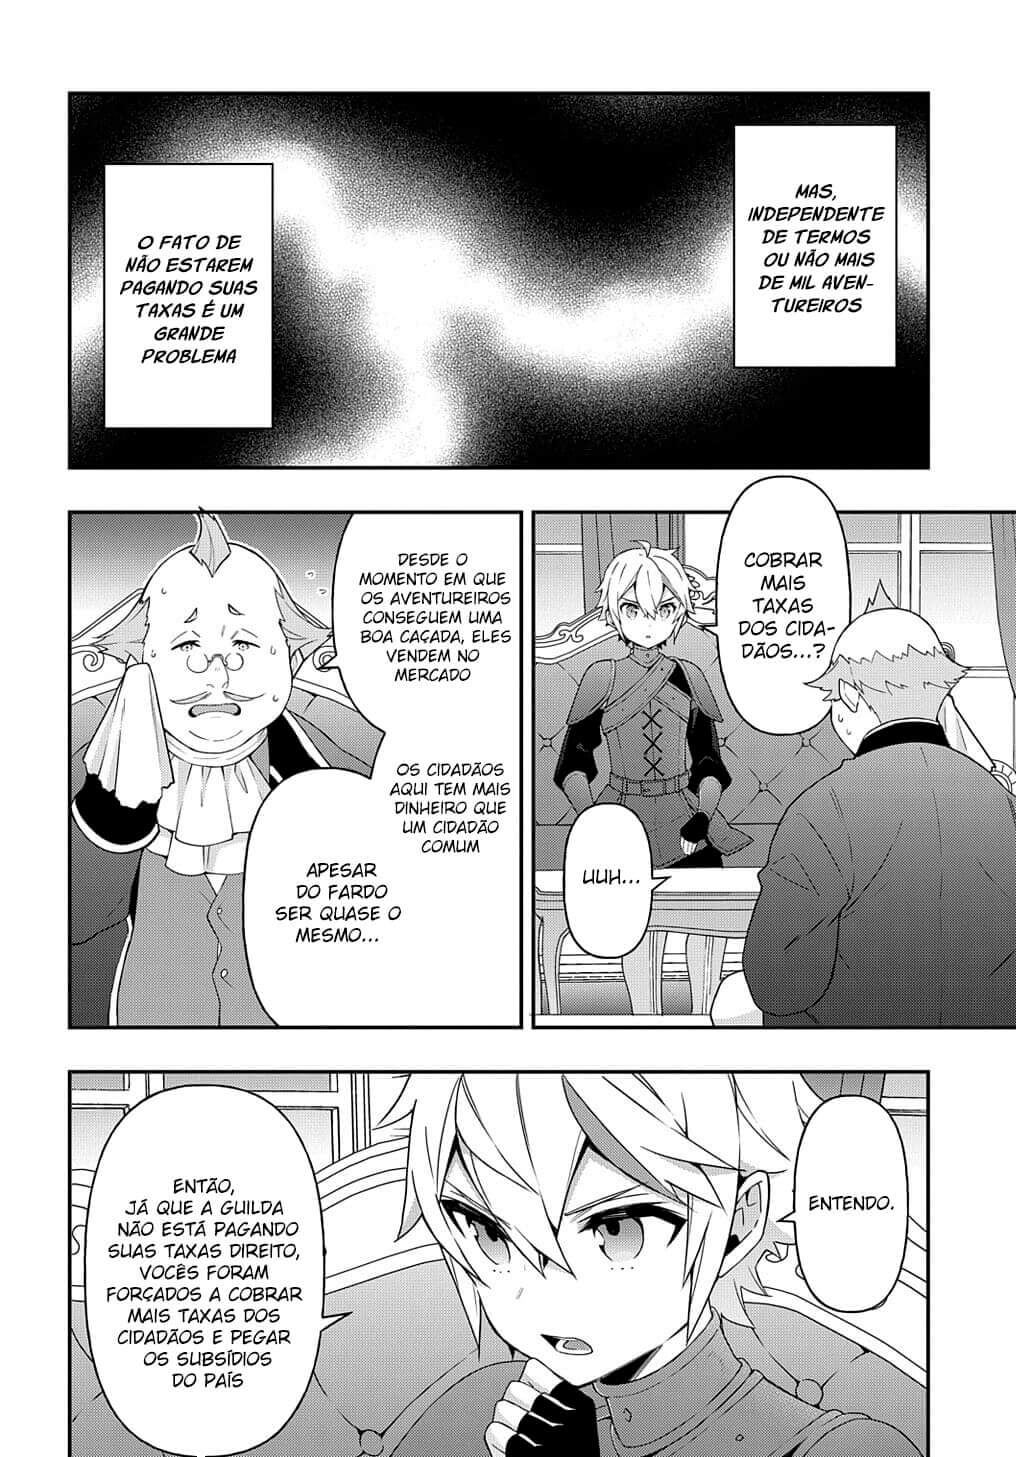 MAS,
INDEPENDENTE
DE TERMOS
OU NÃO MAIS
DE MIL AVEN-
TUREIROS
O FATO DE
NÃO ESTAREM
PAGANDO SUAS
TAXAS É UM
GRANDE
PROBLEMA
COBRAR
MAIS
TAXAS
DOS CIDA-
DÃOS...?
UUH...
DESDE O
MOMENTO EM QUE
OS AVENTUREIROS
CONSEGUEM UMA
BOA CAÇADA, ELES
VENDEM NO
MERCADO
OS CIDADÃOS
AQUI TEM MAIS
DINHEIRO QUE
UM CIDADÃO
COMUM
APESAR
DO FARDO
SER QUASE O
MESMO...
ENTENDO.
ENTÃO,
JÁ QUE A GUILDA
NÃO ESTÁ PAGANDO
SUAS TAXAS DIREITO,
VOCÊS FORAM
FORÇADOS A COBRAR
MAIS TAXAS DOS
CIDADÃOS E PEGAR
OS SUBSÍDIOS
DO PAÍS